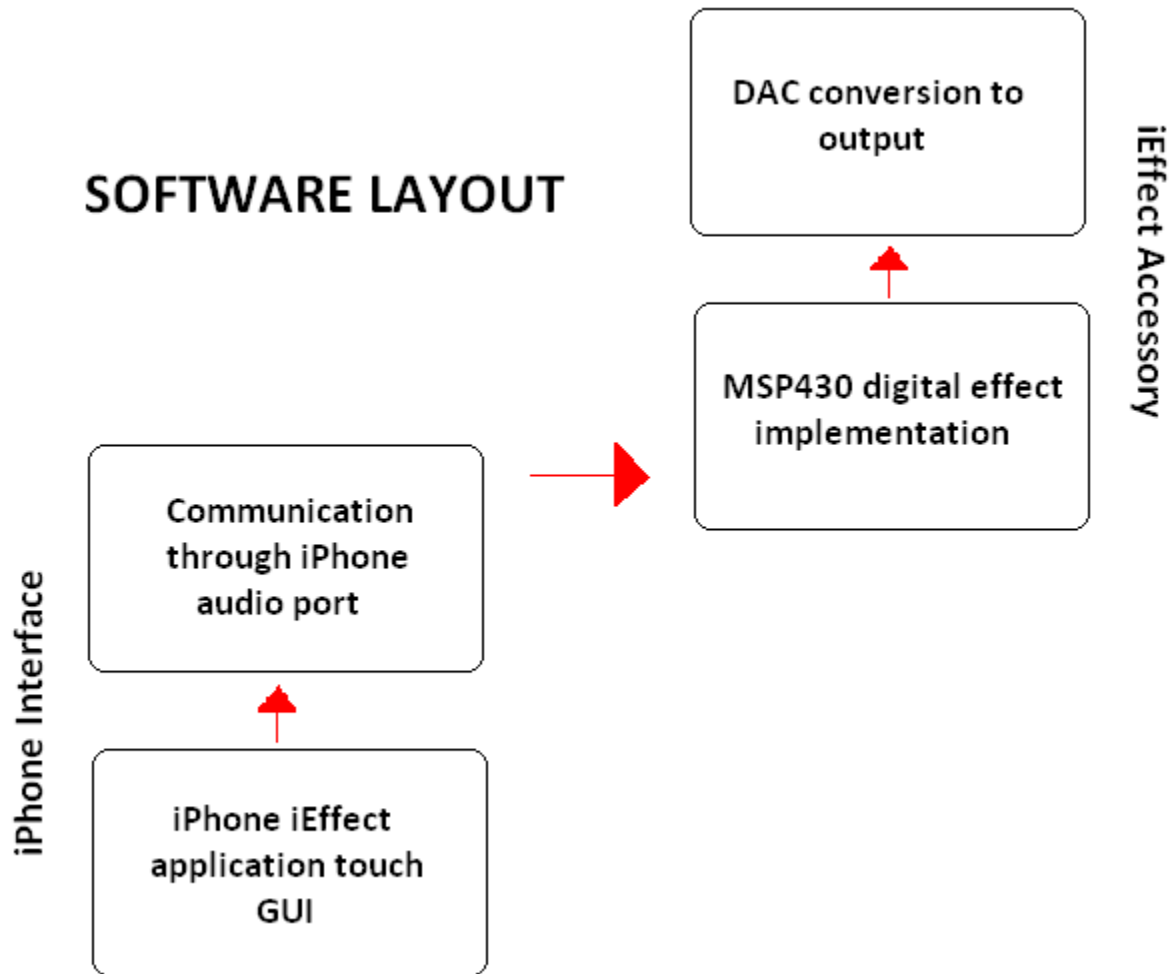 SOFTWARE LAYOUT
DAC conversion to
output
iEffect Accessory
MSP430 digital effect
implementation
Communication
through iPhone
audio port
iPhone Interface
iPhone iEffect
application touch
GUI